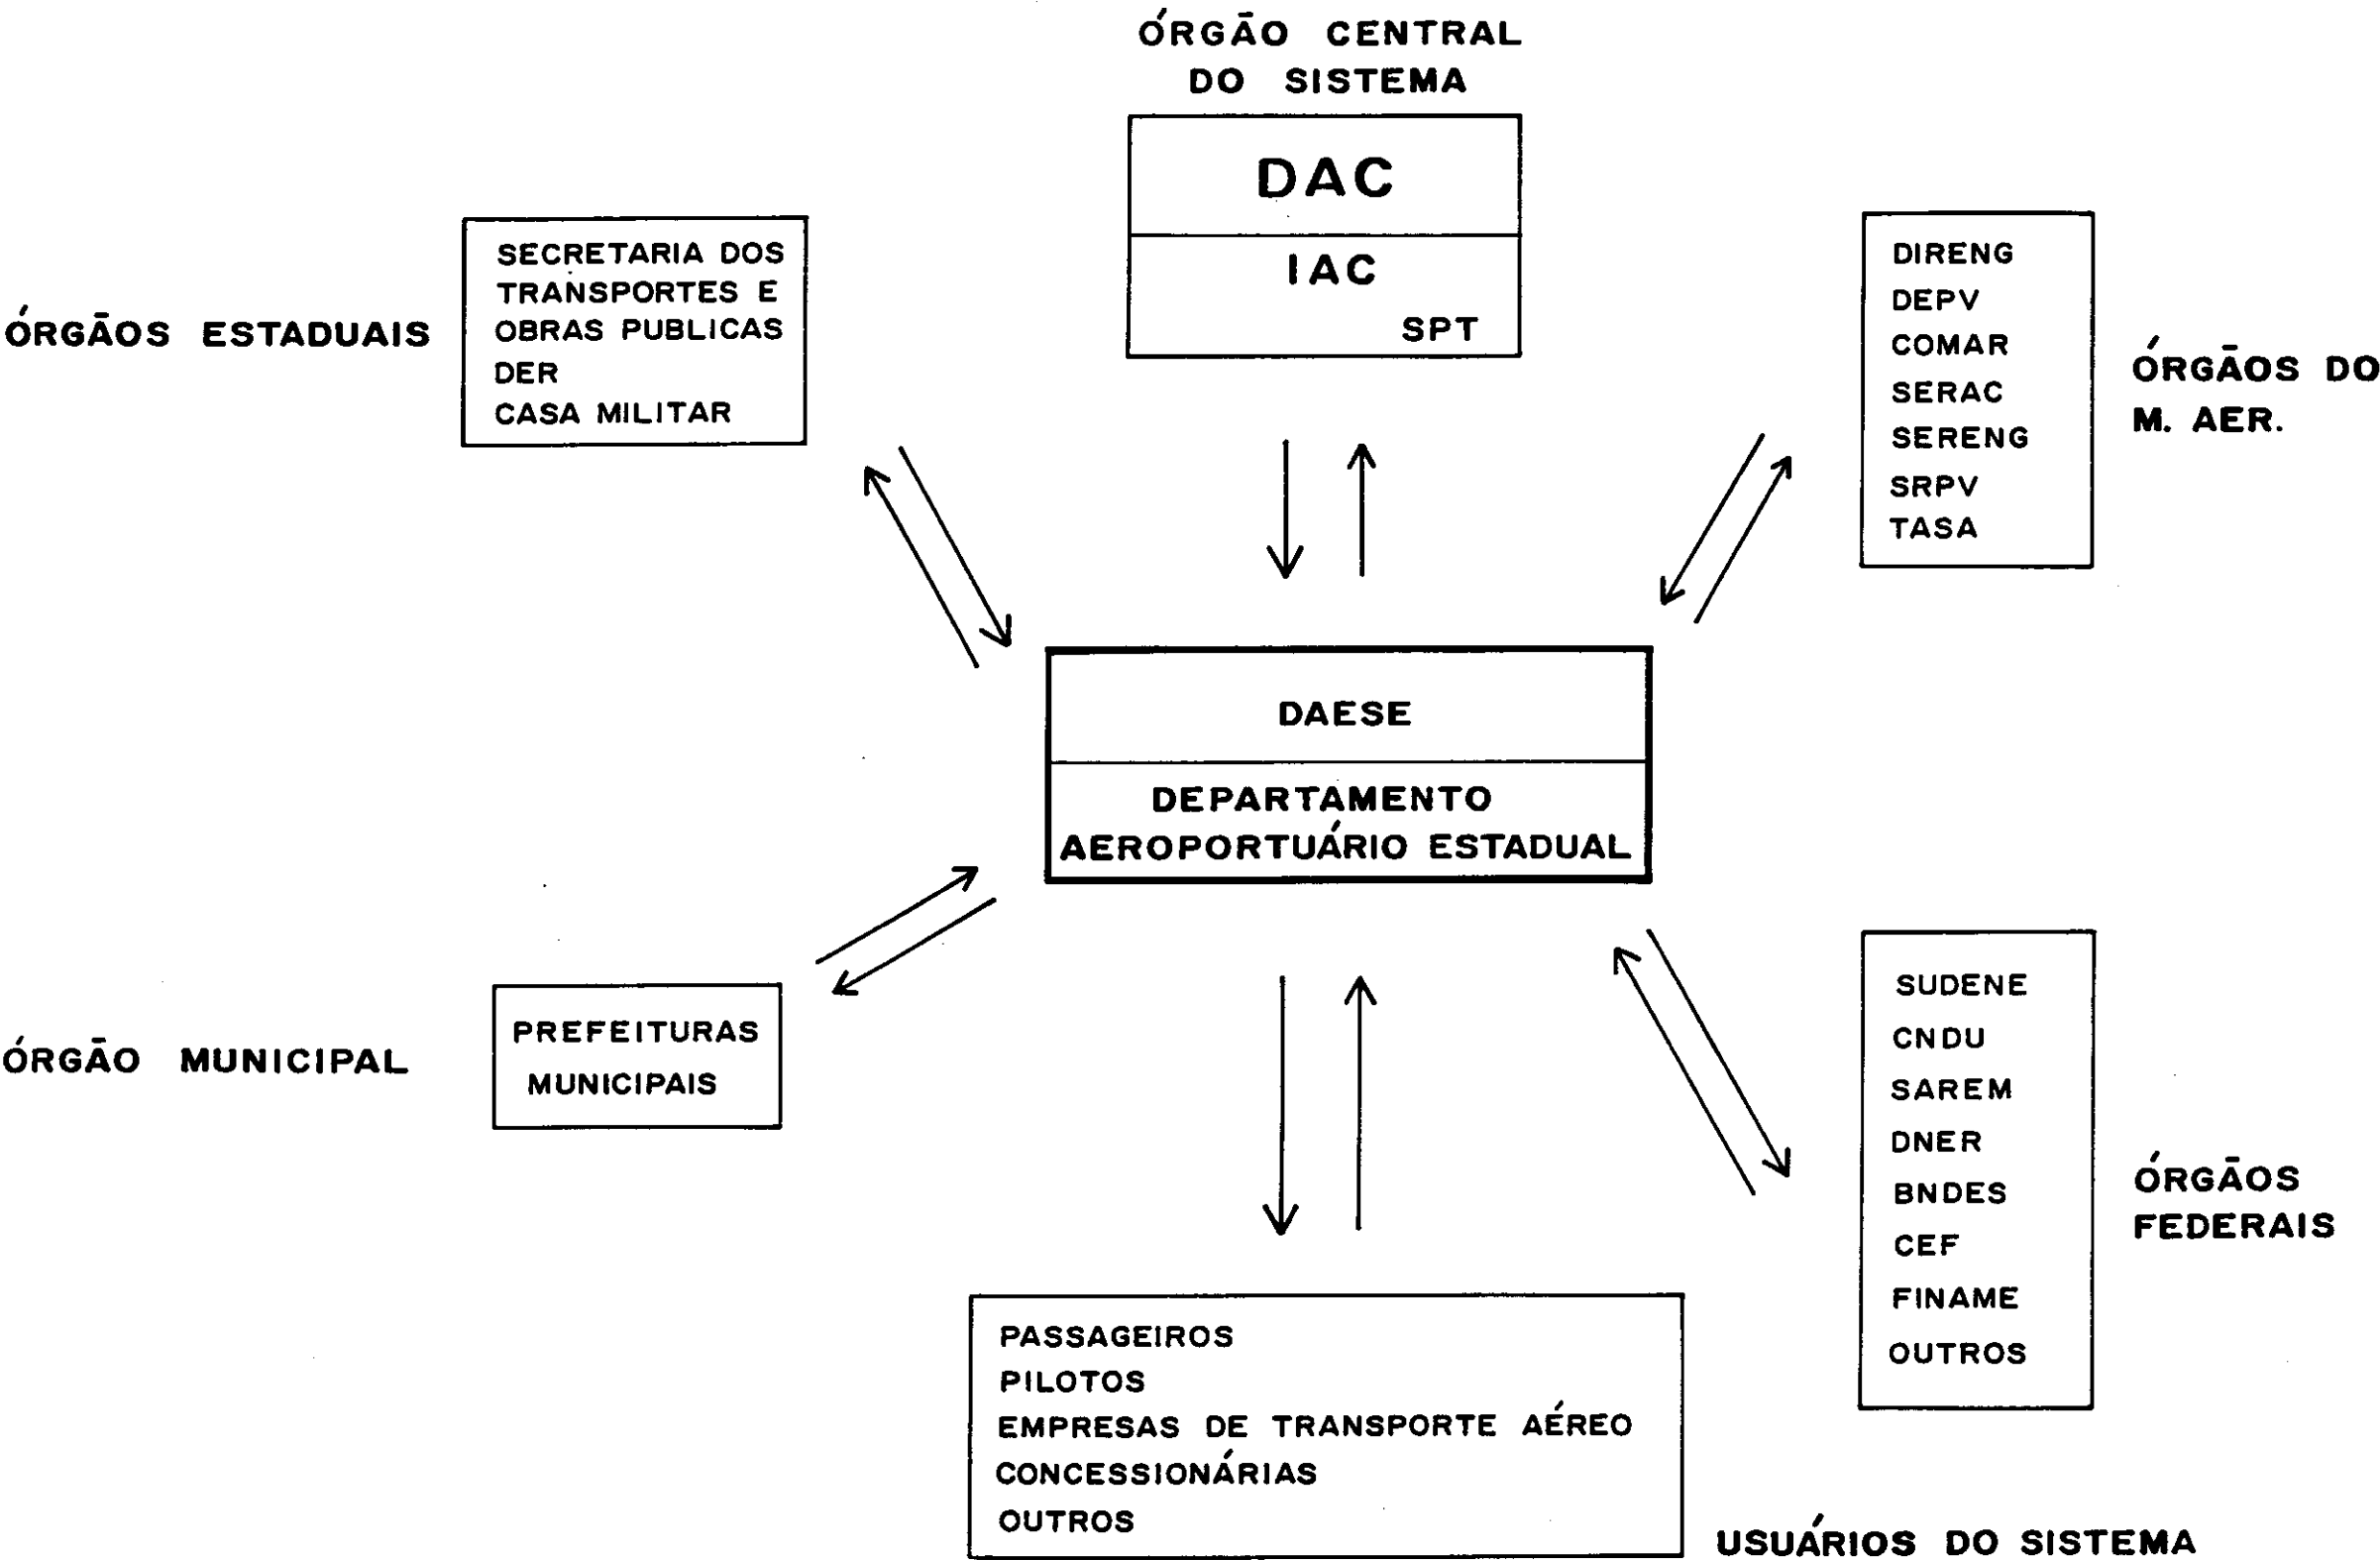 ÓRGÃO CENTRAL
DO SISTEMA
DAC
IAC
SPT
ÓRGÃOS ESTADUAIS
SECRETARIA DOS
TRANSPORTES E
OBRAS PUBLICAS
DER
CASA MILITAR
DIRENG
DEPV
COMAR
SERAC
SERENG
SRPV
TASA
ÓRGÃOS DO
M. AER.
DAESE
DEPARTAMENTO
AEROPORTUÁRIO ESTADUAL
ÓRGÃO MUNICIPAL
PREFEITURAS
MUNICIPAIS
SUDENE
CNDU
SAREM
DNER
BNDES
CEF
FINAME
OUTROS
ÓRGÃOS
FEDERAIS
PASSAGEIROS
PILOTOS
EMPRESAS DE TRANSPORTE AÉREO
CONCESSIONÁRIAS
OUTROS
USUÁRIOS DO SISTEMA